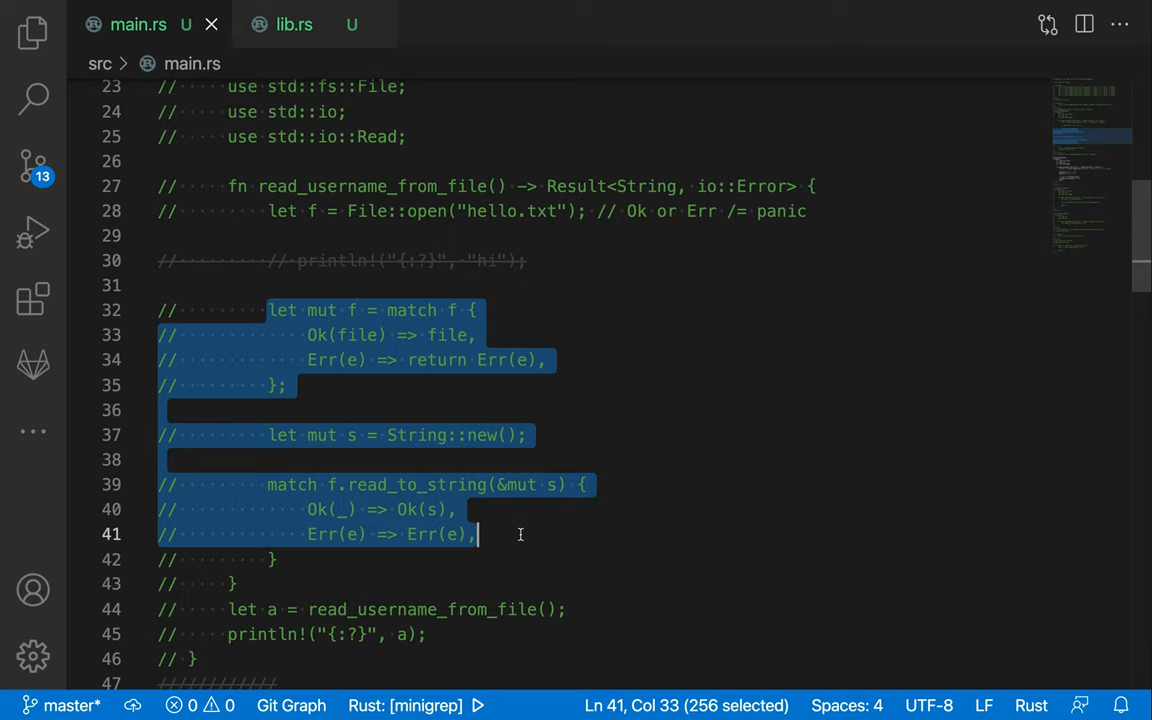 main.rs U
lib.rs U
src > main.rs
23 // use std::fs::File;
24 // use std::io;
25 // use std::io::Read;
26
27 // fn read_username_from_file() -> Result<String, io::Error> {
28 // let f = File::open("hello.txt"); // Ok or Err /= panic
29
30 // // println!("{:?}", "hi");
31
32 // let mut f = match f {
33 // Ok(file) => file,
34 // Err(e) => return Err(e),
35 // };
36
37 // let mut s = String::new();
38
39 // match f.read_to_string(&mut s) {
40 // Ok(_) => Ok(s),
41 // Err(e) => Err(e),
42 // }
43 // }
44 // let a = read_username_from_file();
45 // println!("{:?}", a);
46 // }
47 ////////////
13
master* 0 0 Git Graph Rust: [minigrep] Ln 41, Col 33 (256 selected) Spaces: 4 UTF-8 LF Rust